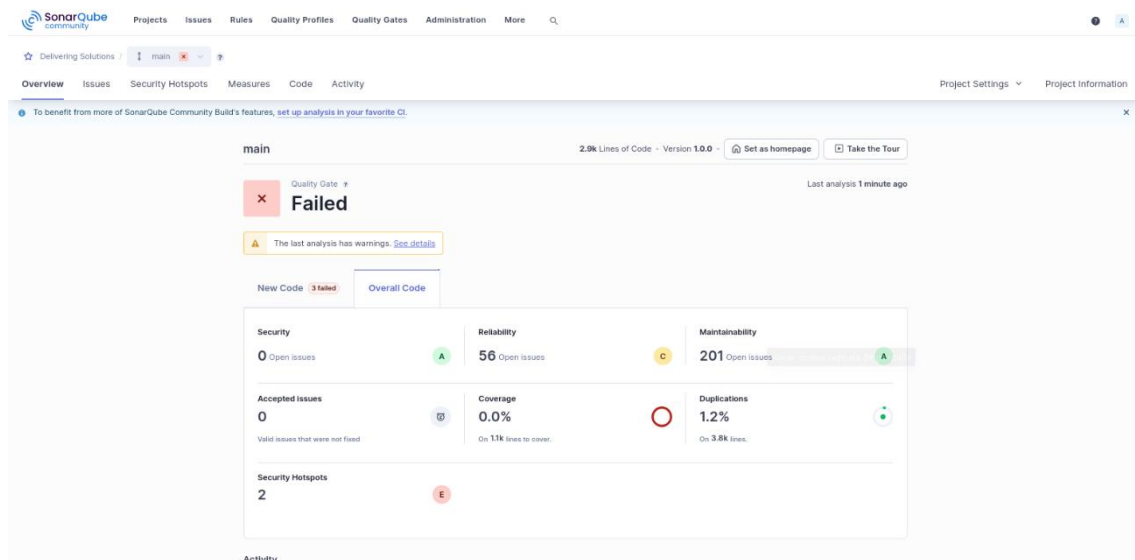 SonarQube community Projects Issues Rules Quality Profiles Quality Gates Administration More A
Delivering Solutions / main ?
Overview Issues Security Hotspots Measures Code Activity Project Settings Project Information
To benefit from more of SonarQube Community Build's features, set up analysis in your favorite CI.
main 2.9k Lines of Code - Version 1.0.0 - Set as homepage Take the Tour
Quality Gate Last analysis 1 minute ago
Failed
The last analysis has warnings. See details
New Code 3 failed Overall Code
Security Reliability Maintainability
0 Open issues A 56 Open issues C 201 Open issues A
Accepted issues Coverage Duplications
0 0.0% 1.2%
Valid issues that were not fixed On 1.1k lines to cover. On 3.8k lines.
Security Hotspots
2 E
Activity